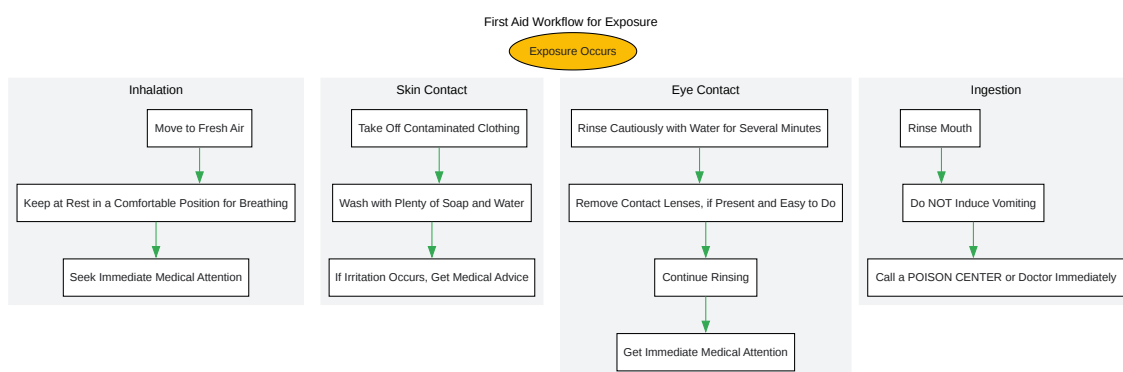 First Aid Workflow for Exposure
Exposure Occurs
Inhalation
Move to Fresh Air
Keep at Rest in a Comfortable Position for Breathing
Seek Immediate Medical Attention
Skin Contact
Take Off Contaminated Clothing
Wash with Plenty of Soap and Water
If Irritation Occurs, Get Medical Advice
Eye Contact
Rinse Cautiously with Water for Several Minutes
Remove Contact Lenses, if Present and Easy to Do
Continue Rinsing
Get Immediate Medical Attention
Ingestion
Rinse Mouth
Do NOT Induce Vomiting
Call a POISON CENTER or Doctor Immediately